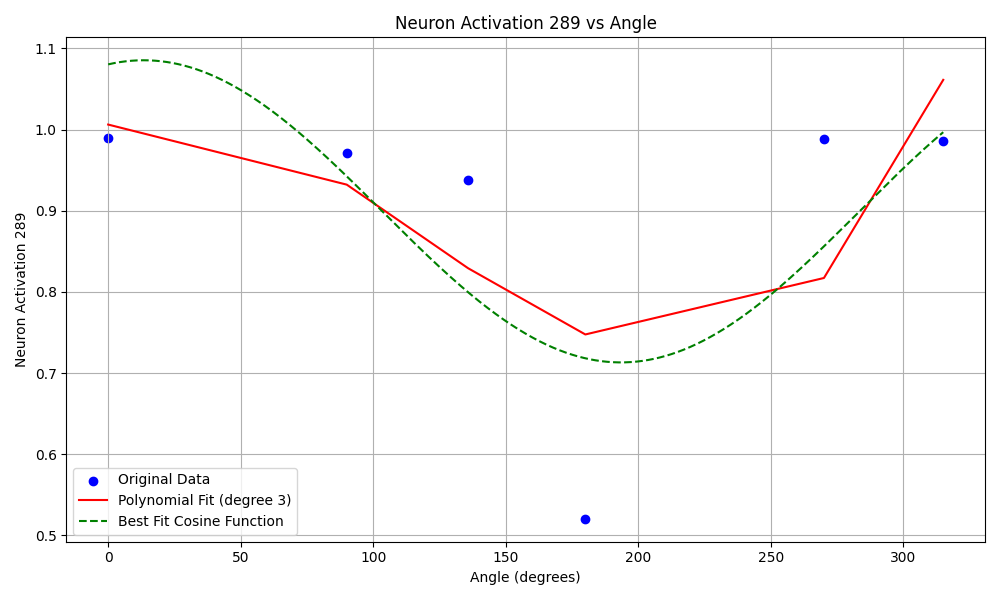 Neuron Activation 289 vs Angle
Neuron Activation 289
1.1
1.0
0.9
0.8
0.7
0.6
0.5
Original Data
Polynomial Fit (degree 3)
Best Fit Cosine Function
0 50 100 150 200 250 300
Angle (degrees)